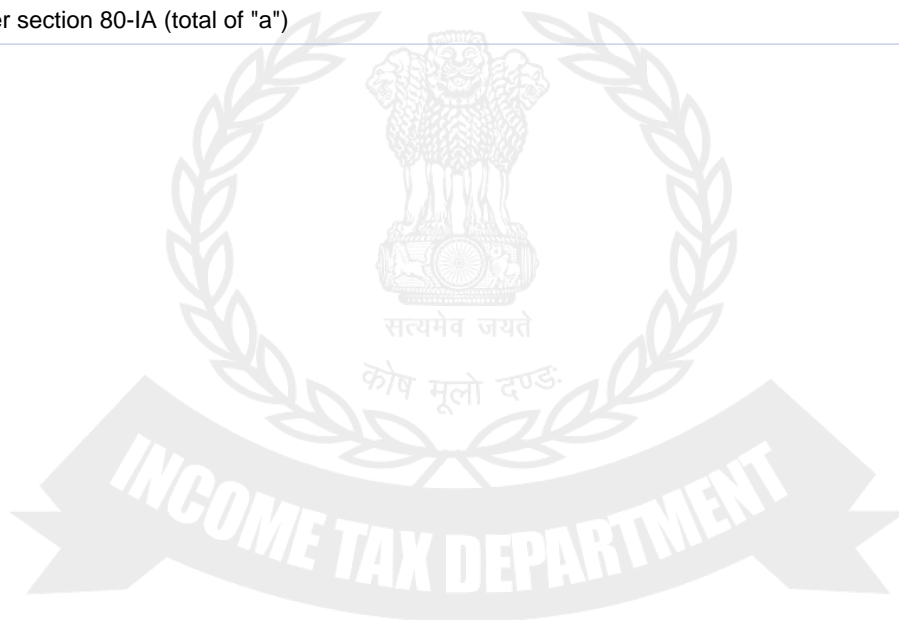 er section 80-IA (total of "a")
सत्यमेव जयते
कोष मूलो दण्डः
INCOME TAX DEPARTMENT